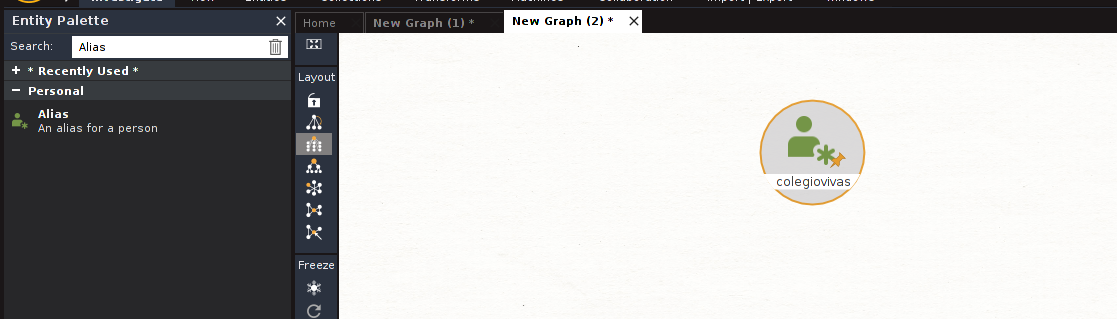 Entity Palette
Search: Alias
* Recently Used *
Personal
Alias
An alias for a person
Home
New Graph (1) *
New Graph (2) *
Layout
Freeze
colegiovivas